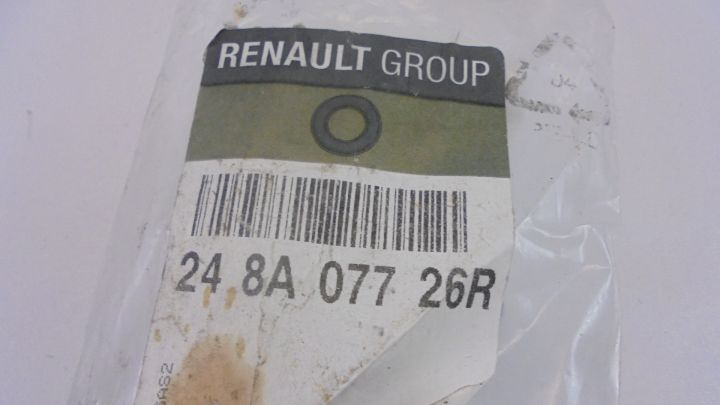 RENAULT GROUP
24 8A 077 26R